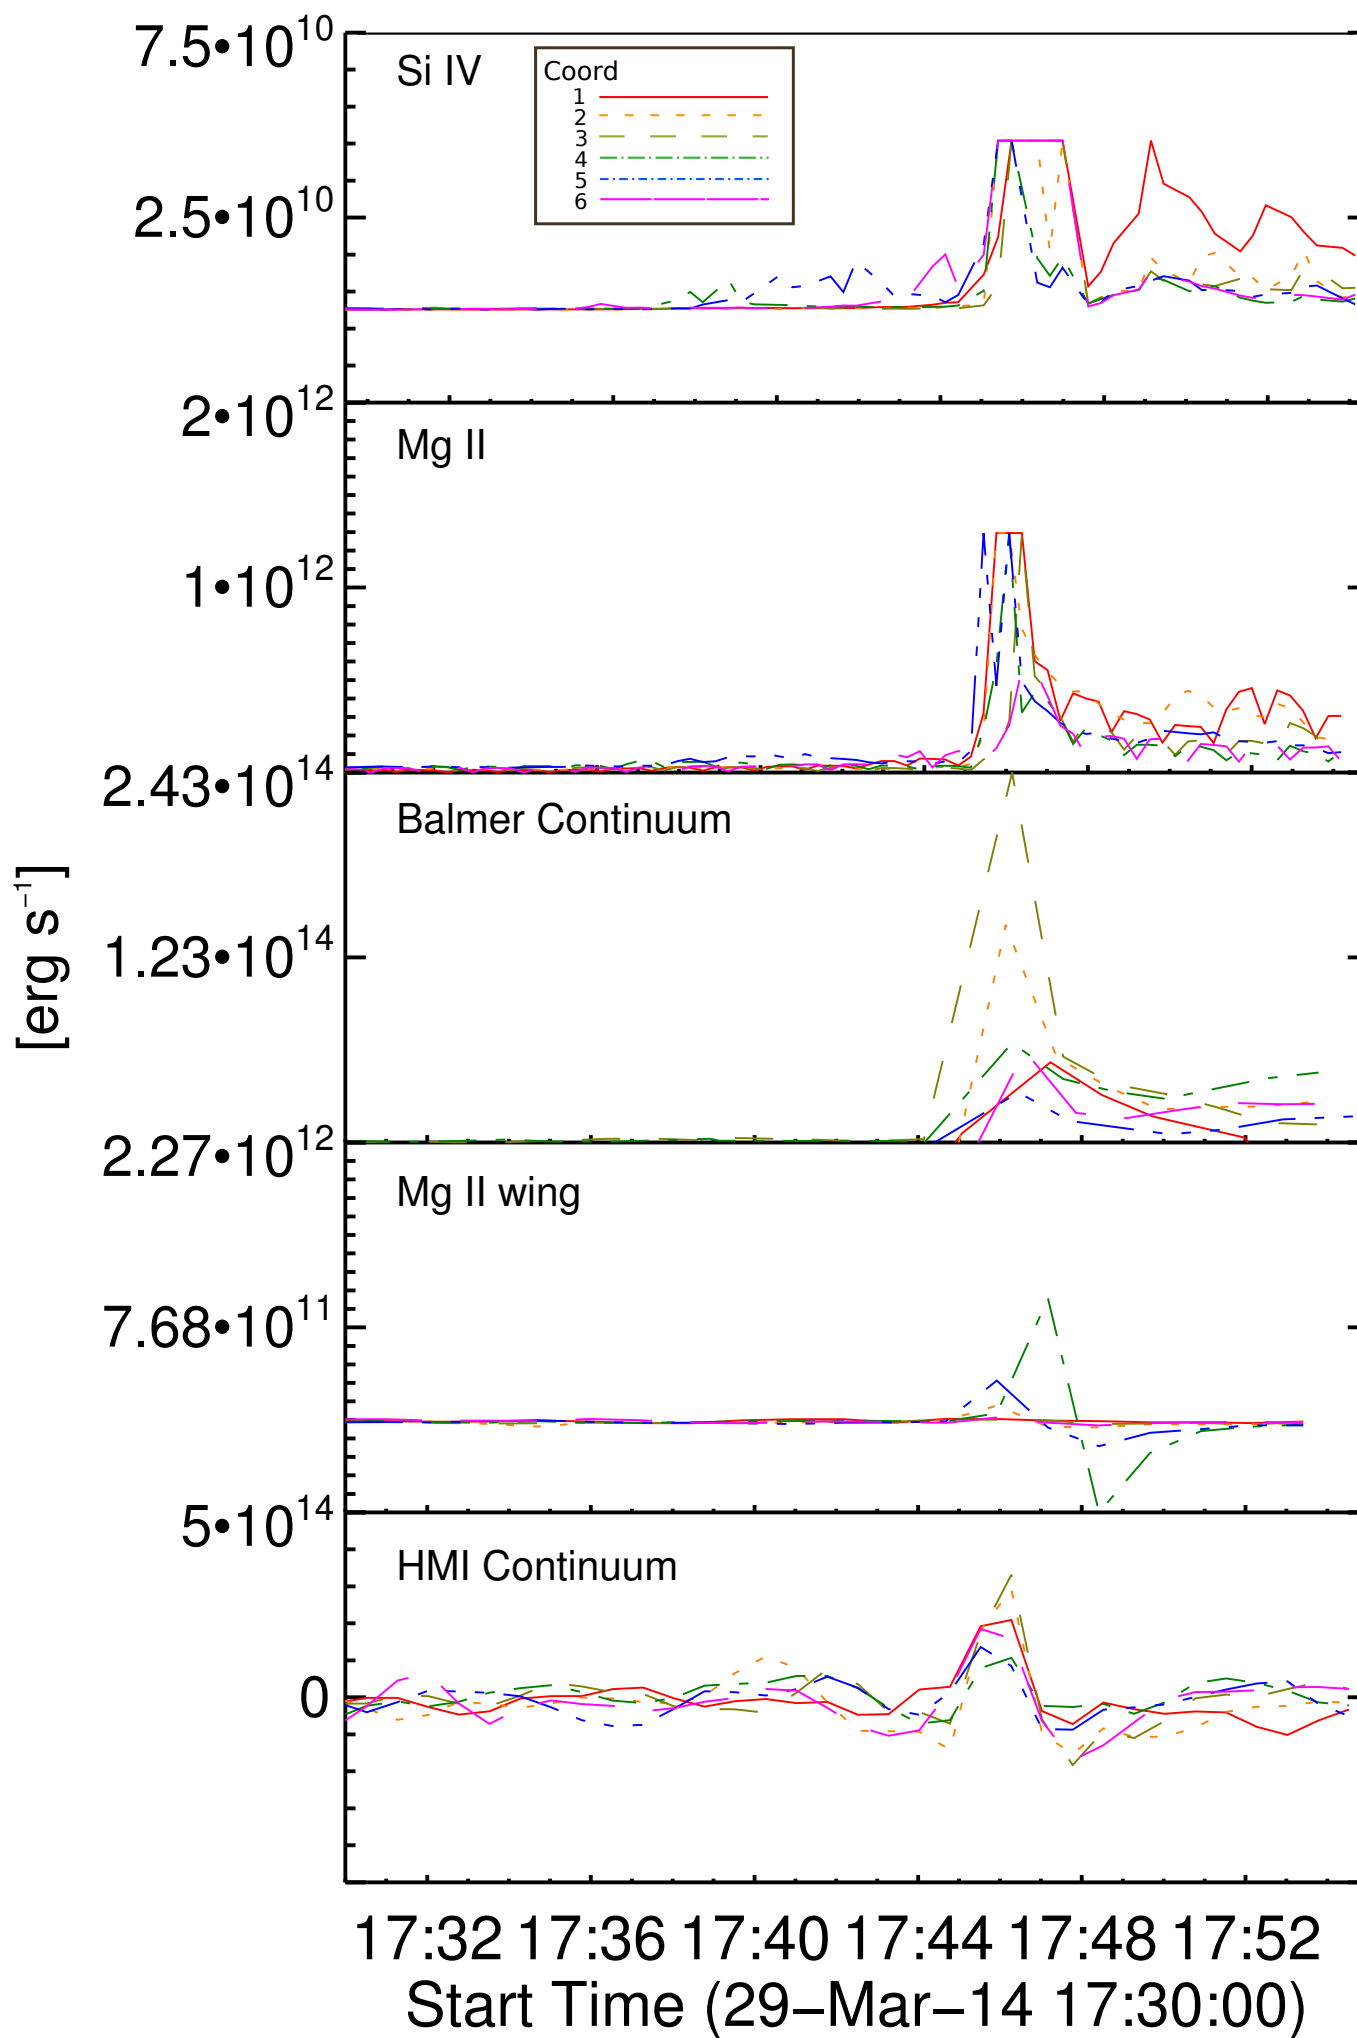 7.5•10^10
Si IV
Coord
1
2
3
4
5
6
2.5•10^10
2•10^12
Mg II
1•10^12
2.43•10^14
Balmer Continuum
[erg s^−1]
1.23•10^14
2.27•10^12
Mg II wing
7.68•10^11
5•10^14
HMI Continuum
0
17:32 17:36 17:40 17:44 17:48 17:52
Start Time (29−Mar−14 17:30:00)